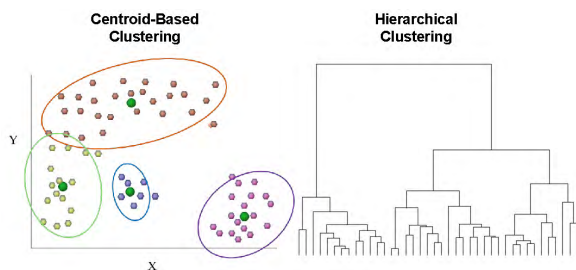 Centroid-Based
Clustering
Hierarchical
Clustering
Y
X